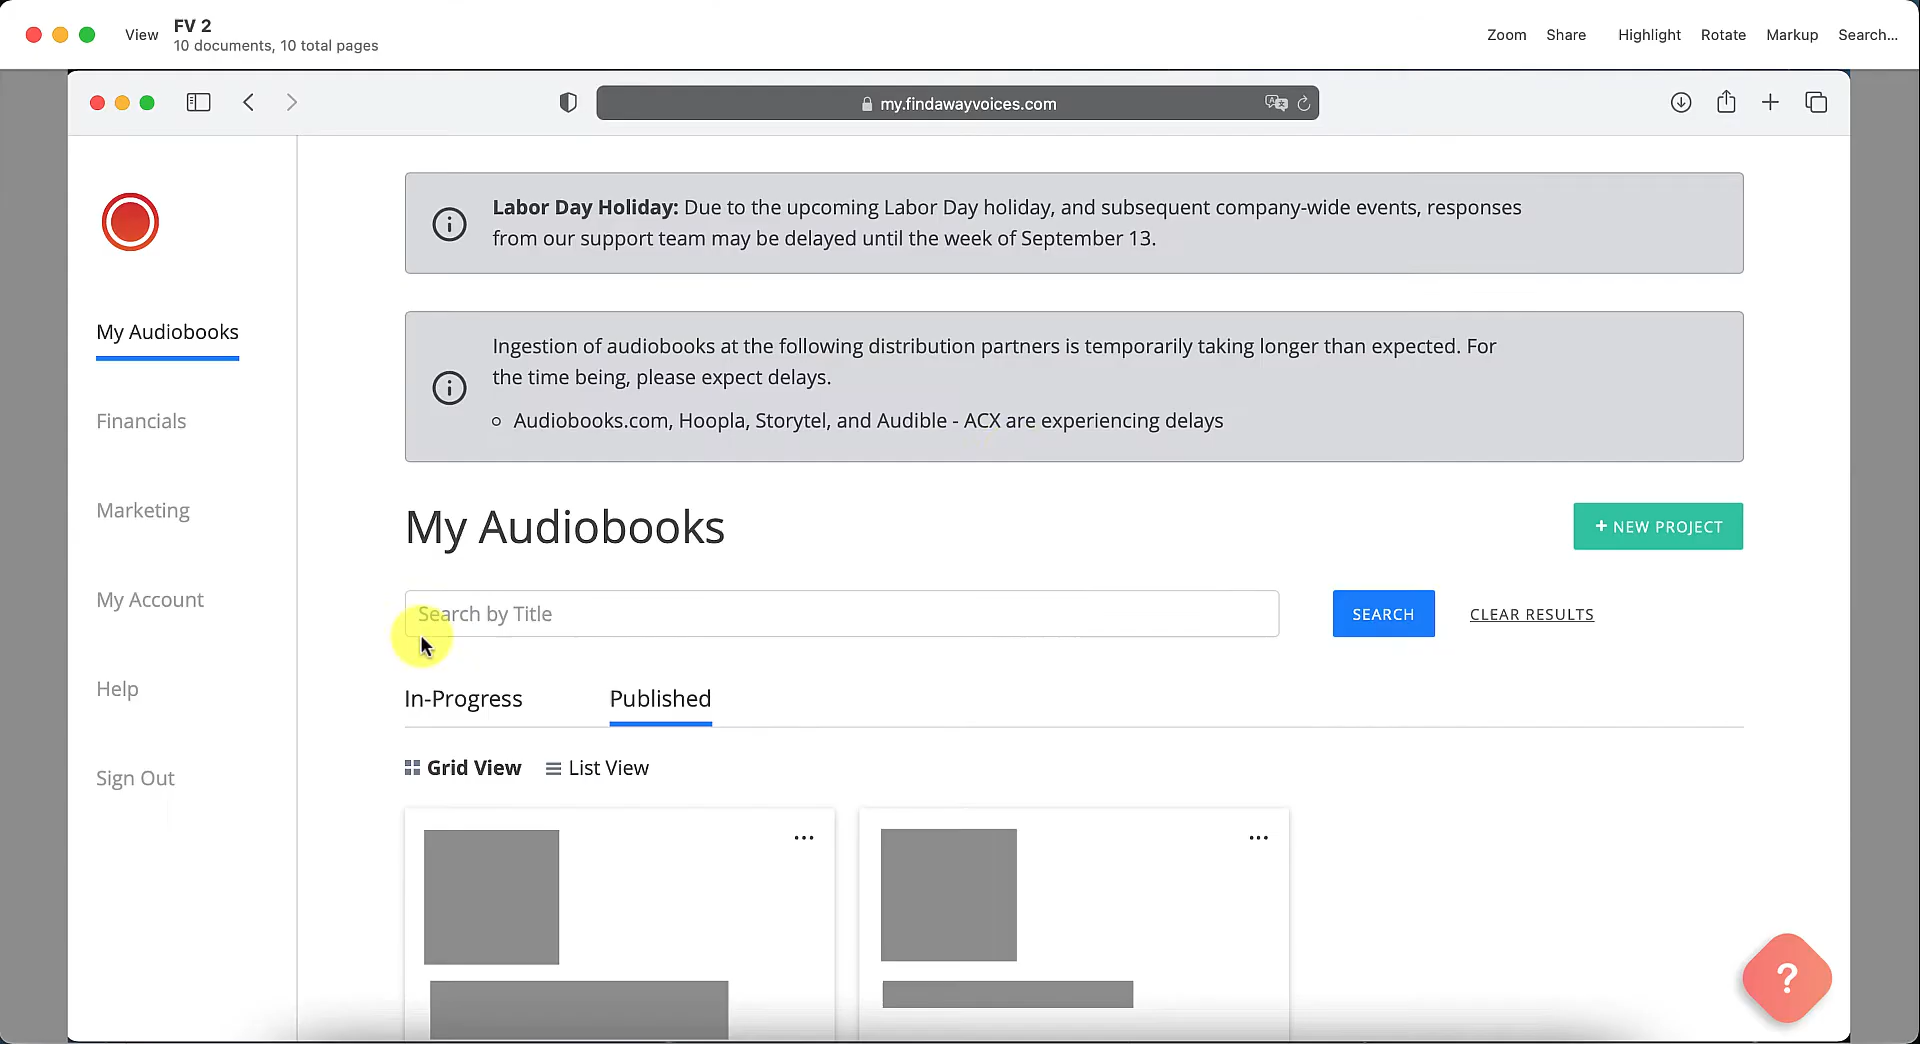 View
FV 2
10 documents, 10 total pages
Zoom
Share
Highlight
Rotate
Markup
Search...
my.findawayvoices.com
Labor Day Holiday: Due to the upcoming Labor Day holiday, and subsequent company-wide events, responses
from our support team may be delayed until the week of September 13.
Ingestion of audiobooks at the following distribution partners is temporarily taking longer than expected. For
the time being, please expect delays.
Audiobooks.com, Hoopla, Storytel, and Audible - ACX are experiencing delays
My Audiobooks
Financials
Marketing
My Account
Help
Sign Out
My Audiobooks
+ NEW PROJECT
Search by Title
SEARCH
CLEAR RESULTS
In-Progress
Published
Grid View
List View
?